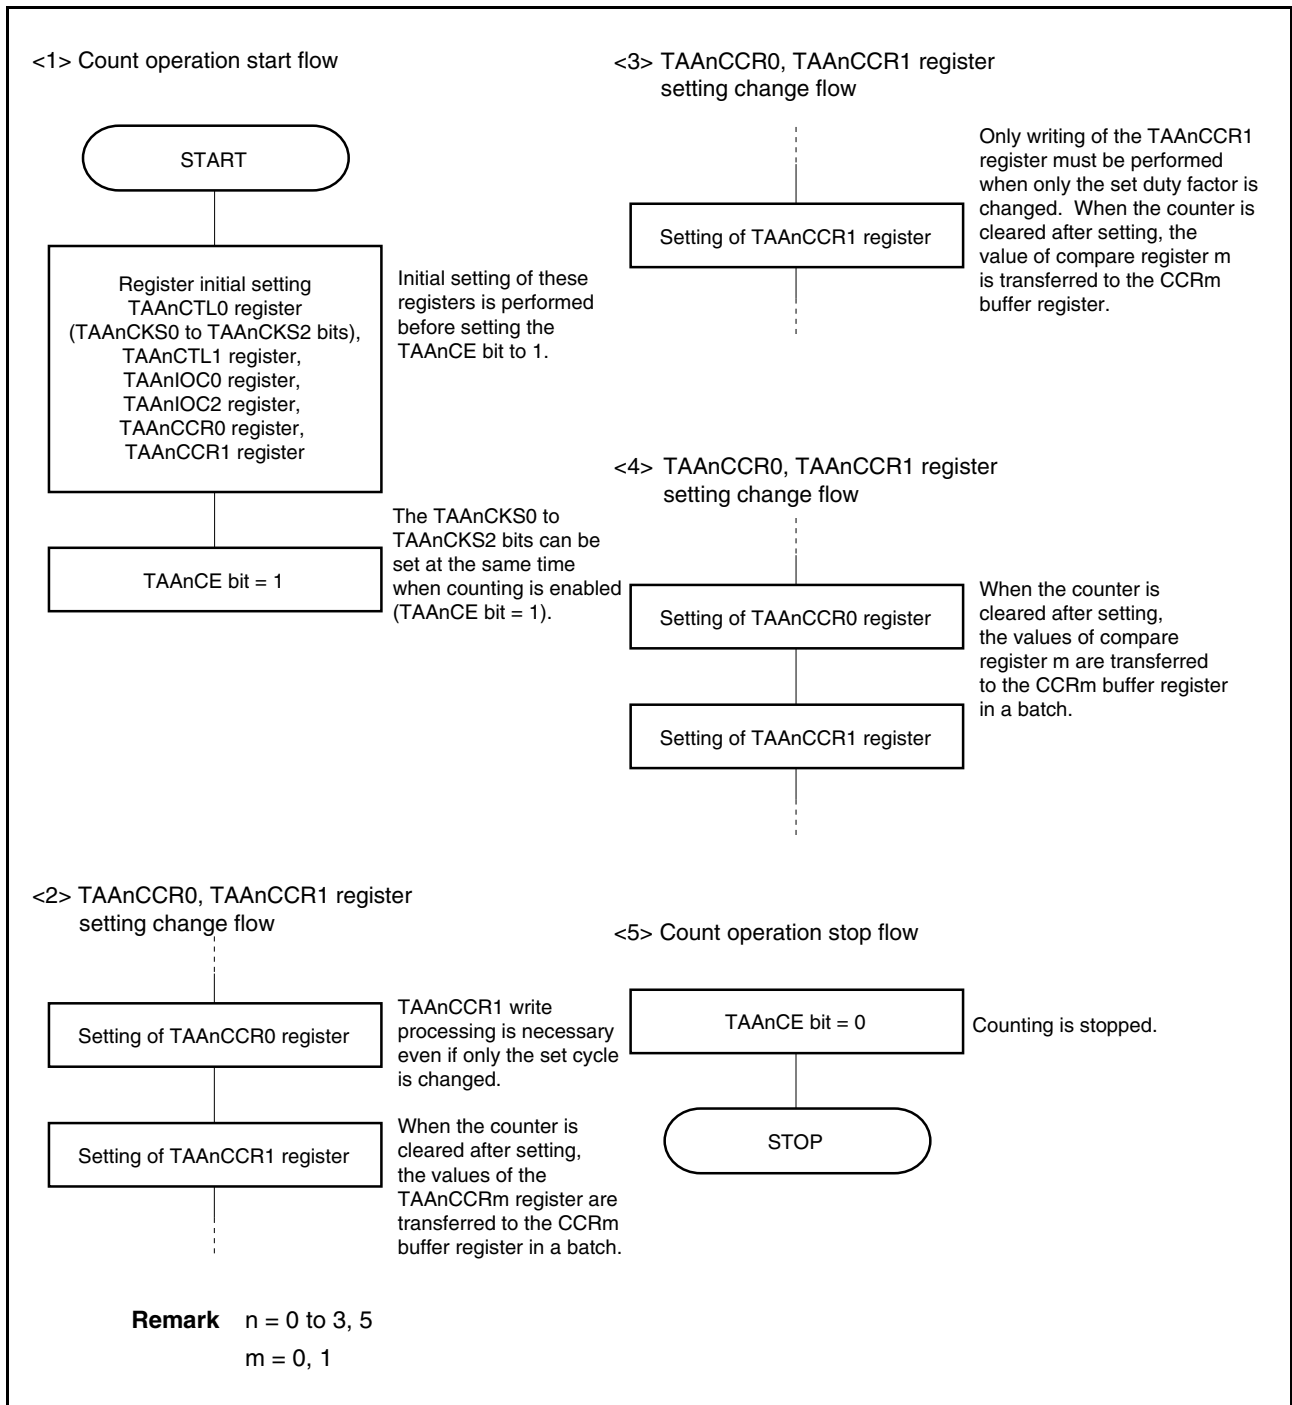 <1> Count operation start flow
START
Register initial setting
TAAnCTL0 register
(TAAnCKS0 to TAAnCKS2 bits),
TAAnCTL1 register,
TAAnIOC0 register,
TAAnIOC2 register,
TAAnCCR0 register,
TAAnCCR1 register
Initial setting of these
registers is performed
before setting the
TAAnCE bit to 1.
TAAnCE bit = 1
The TAAnCKS0 to
TAAnCKS2 bits can be
set at the same time
when counting is enabled
(TAAnCE bit = 1).
<2> TAAnCCR0, TAAnCCR1 register
setting change flow
Setting of TAAnCCR0 register
TAAnCCR1 write
processing is necessary
even if only the set cycle
is changed.
Setting of TAAnCCR1 register
When the counter is
cleared after setting,
the values of the
TAAnCCRm register are
transferred to the CCRm
buffer register in a batch.
<3> TAAnCCR0, TAAnCCR1 register
setting change flow
Setting of TAAnCCR1 register
Only writing of the TAAnCCR1
register must be performed
when only the set duty factor is
changed. When the counter is
cleared after setting, the
value of compare register m
is transferred to the CCRm
buffer register.
<4> TAAnCCR0, TAAnCCR1 register
setting change flow
Setting of TAAnCCR0 register
When the counter is
cleared after setting,
the values of compare
register m are transferred
to the CCRm buffer register
in a batch.
Setting of TAAnCCR1 register
<5> Count operation stop flow
TAAnCE bit = 0
Counting is stopped.
STOP
Remark n = 0 to 3, 5
m = 0, 1